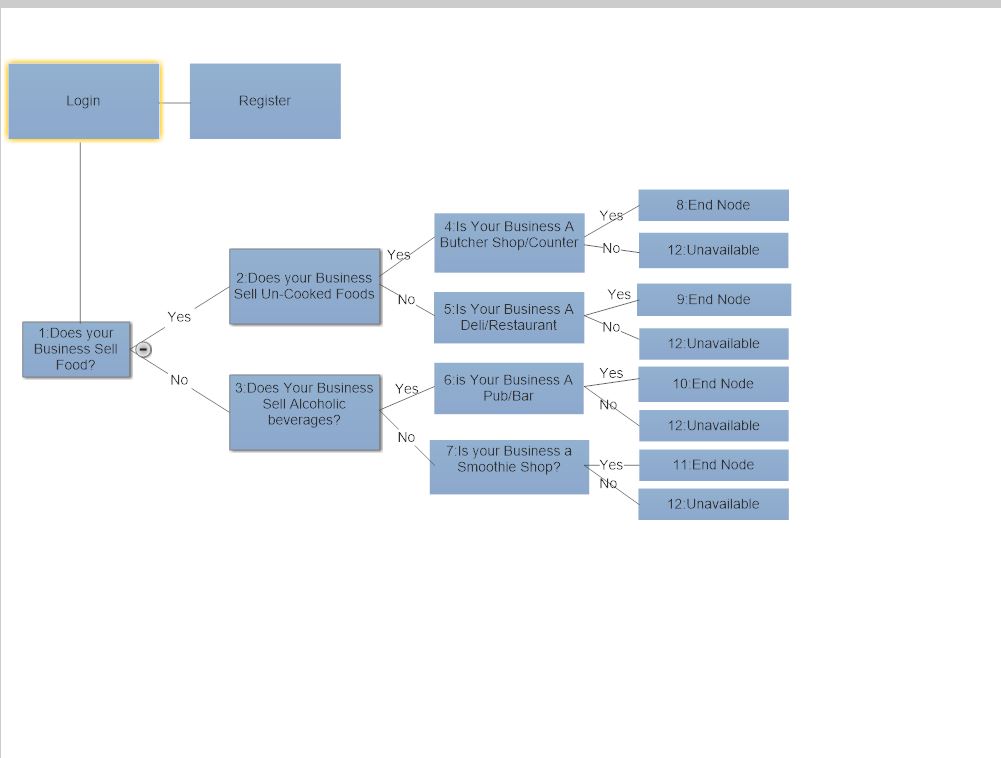 Login
Register
1:Does your
Business Sell
Food?
Yes
No
2:Does your Business
Sell Un-Cooked Foods
3:Does Your Business
Sell Alcoholic
beverages?
Yes
No
Yes
No
4:Is Your Business A
Butcher Shop/Counter
5:Is Your Business A
Deli/Restaurant
6:is Your Business A
Pub/Bar
7:Is your Business a
Smoothie Shop?
Yes
No
Yes
No
Yes
No
Yes
No
8:End Node
12:Unavailable
9:End Node
12:Unavailable
10:End Node
12:Unavailable
11:End Node
12:Unavailable